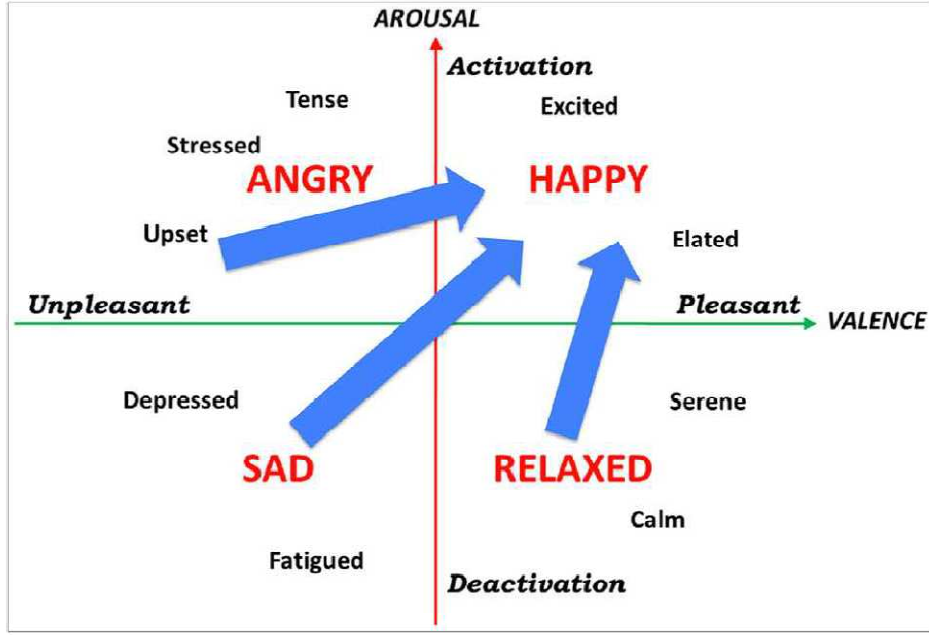 AROUSAL
Activation
Tense
Excited
Stressed
ANGRY
HAPPY
Upset
Elated
Unpleasant
Pleasant
VALENCE
Depressed
Serene
SAD
RELAXED
Calm
Fatigued
Deactivation